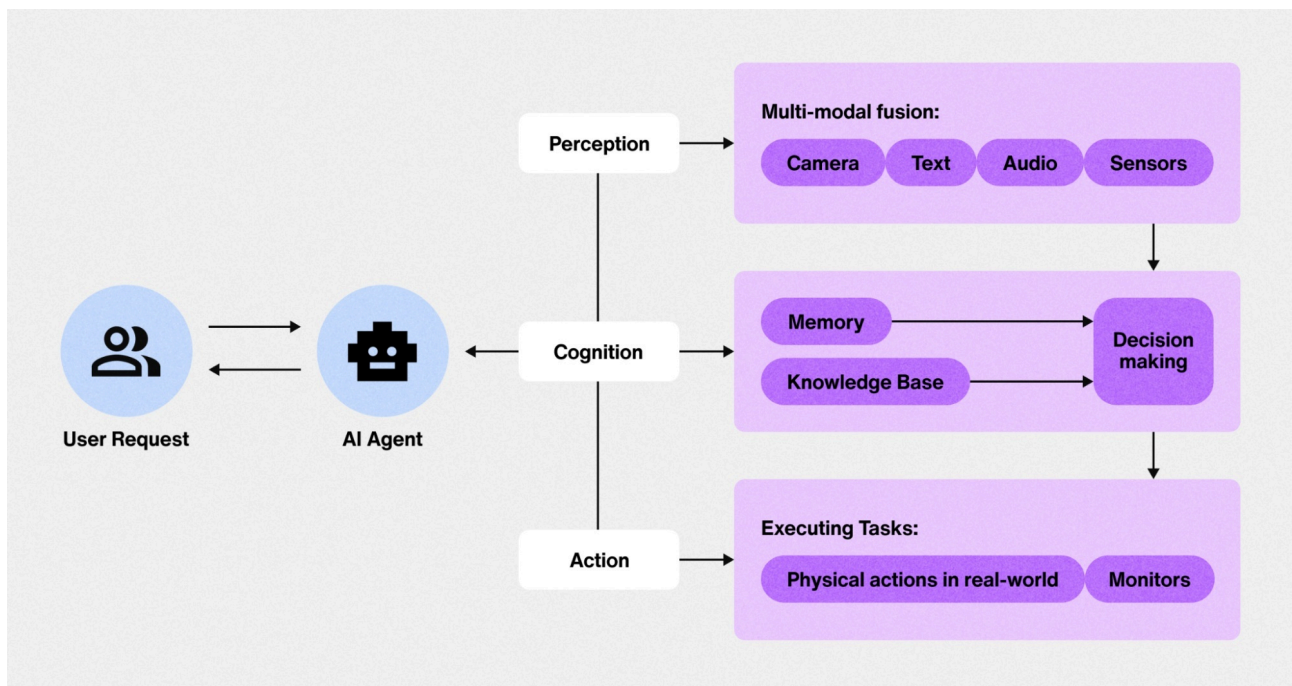 Perception
Multi-modal fusion:
Camera
Text
Audio
Sensors
User Request
AI Agent
Cognition
Memory
Knowledge Base
Decision
making
Action
Executing Tasks:
Physical actions in real-world
Monitors